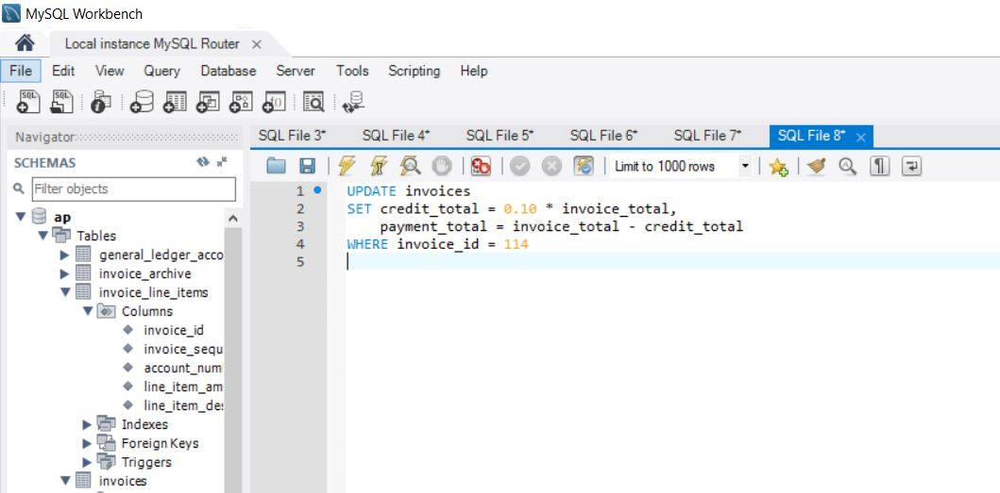 MySQL Workbench
Local instance MySQL Router
File Edit View Query Database Server Tools Scripting Help
SQL SQL
Navigator
SCHEMAS
Filter objects
ap
Tables
general_ledger_acco
invoice_archive
invoice_line_items
Columns
invoice_id
invoice_sequ
account_num
line_item_am
line_item_des
Indexes
Foreign Keys
Triggers
invoices
SQL File 3* SQL File 4* SQL File 5* SQL File 6* SQL File 7* SQL File 8*
Limit to 1000 rows
1 UPDATE invoices
2 SET credit_total = 0.10 * invoice_total,
3 payment_total = invoice_total - credit_total
4 WHERE invoice_id = 114
5